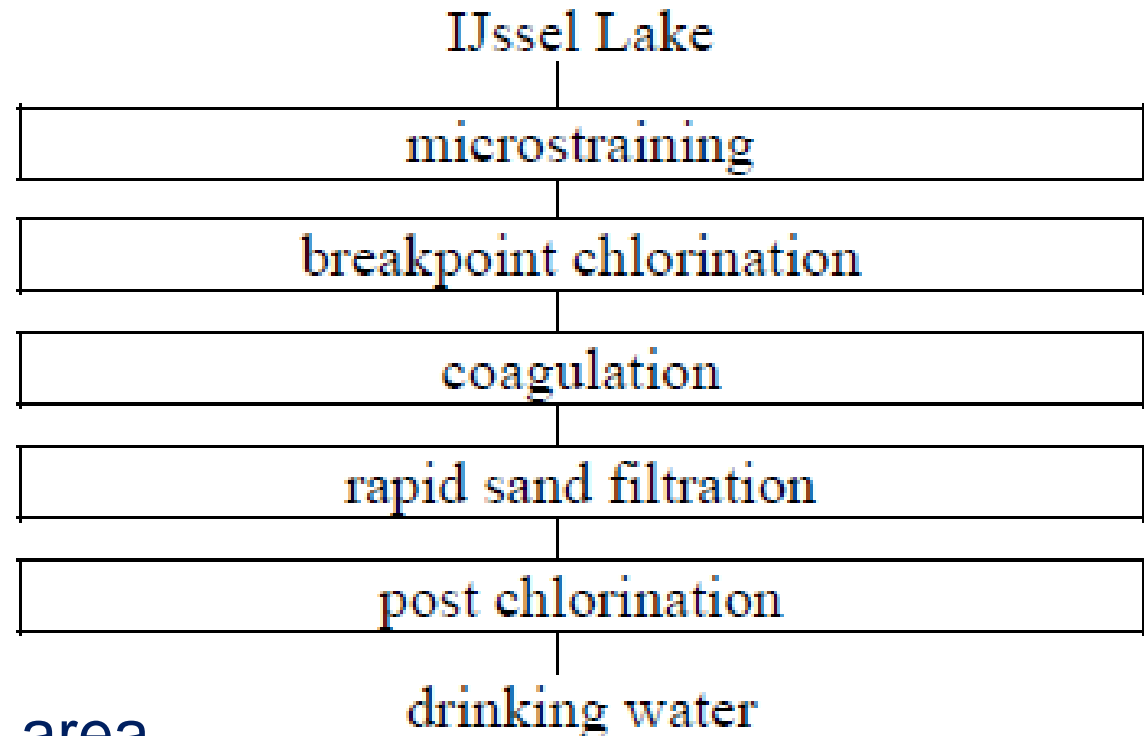 IJssel Lake
microstraining
breakpoint chlorination
coagulation
rapid sand filtration
post chlorination
drinking water
area